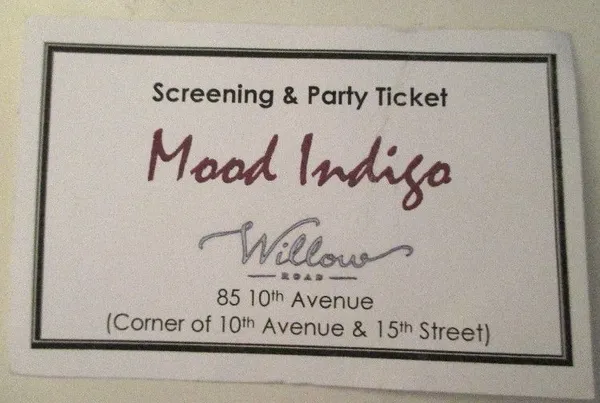 Screening & Party Ticket
Mood Indigo
Willow
ROAD
85 10th Avenue
(Corner of 10th Avenue & 15th Street)